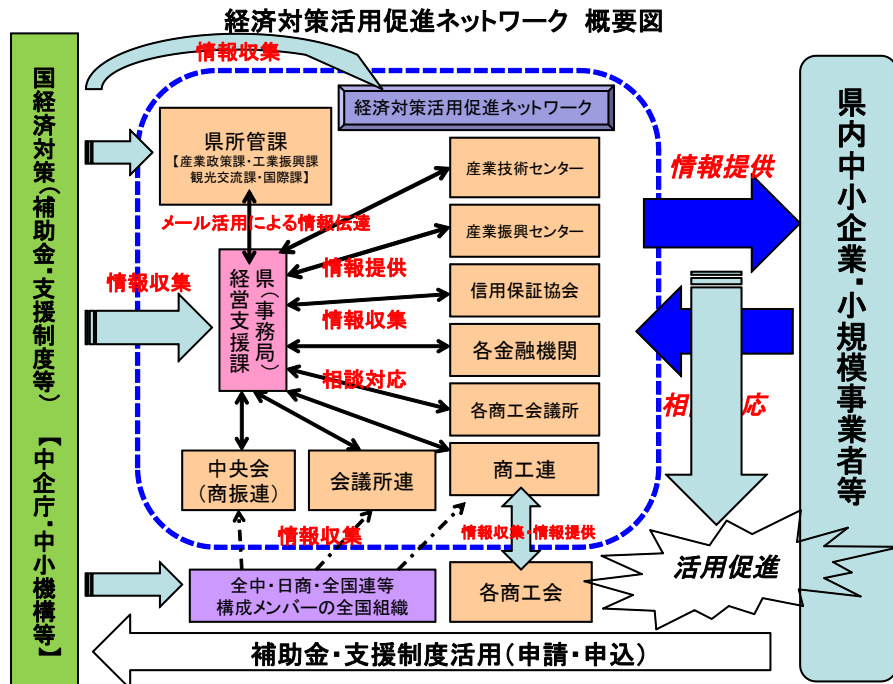 経済対策活用促進ネットワーク 概要図
国経済対策(補助金・支援制度等) 【中企庁・中小機構等】
情報収集
経済対策活用促進ネットワーク
県所管課
【産業政策課・工業振興課
観光交流課・国際課】
メール活用による情報伝達
県(事務局)
経営支援課
情報収集
情報提供
情報収集
相談対応
産業技術センター
産業振興センター
信用保証協会
各金融機関
各商工会議所
中央会
(商振連)
会議所連
商工連
情報収集
情報収集・情報提供
全中・日商・全国連等
構成メンバーの全国組織
各商工会
情報提供
相 応
活用促進
県内中小企業・小規模事業者等
補助金・支援制度活用(申請・申込)